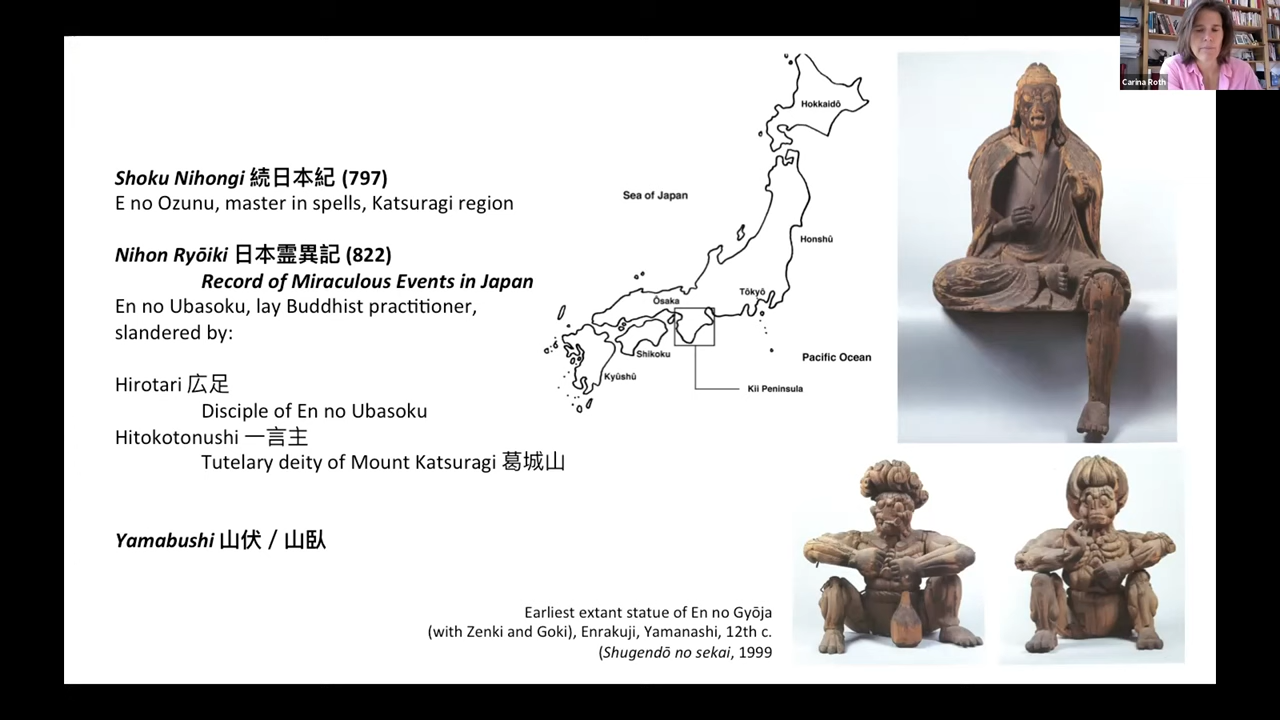 Carina Roth
Shoku Nihongi 続日本紀 (797)
E no Ozunu, master in spells, Katsuragi region
Nihon Ryōiki 日本霊異記 (822)
Record of Miraculous Events in Japan
En no Ubasoku, lay Buddhist practitioner,
slandered by:
Hirotari 広足
Disciple of En no Ubasoku
Hitokotonushi 一言主
Tutelary deity of Mount Katsuragi 葛城山
Yamabushi 山伏 / 山臥
Hokkaidō
Sea of Japan
Honshū
Tōkyō
Ōsaka
Shikoku
Kyūshū
Pacific Ocean
Kii Peninsula
Earliest extant statue of En no Gyōja
(with Zenki and Goki), Enrakuji, Yamanashi, 12th c.
(Shugendō no sekai, 1999